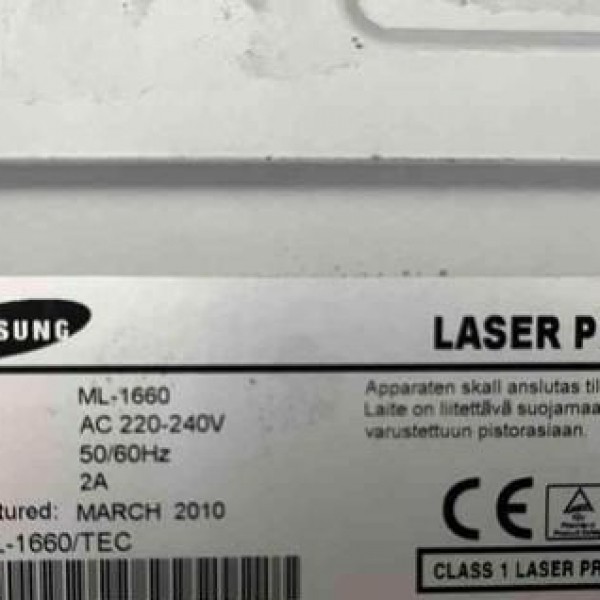 SUNG
LASER P
ML-1660
AC 220-240V
50/60Hz
2A
tured: MARCH 2010
L-1660/TEC
Apparaten skall anslutas til
Laite on liitettävä suojamaa
varustettuun pistorasiaan.
CE
CLASS 1 LASER PR